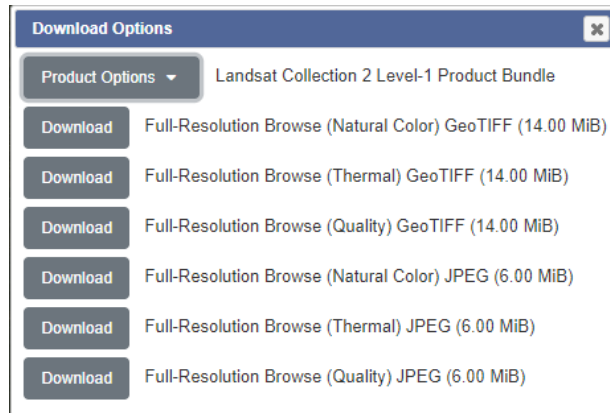 Download Options
Product Options Landsat Collection 2 Level-1 Product Bundle
Download Full-Resolution Browse (Natural Color) GeoTIFF (14.00 MiB)
Download Full-Resolution Browse (Thermal) GeoTIFF (14.00 MiB)
Download Full-Resolution Browse (Quality) GeoTIFF (14.00 MiB)
Download Full-Resolution Browse (Natural Color) JPEG (6.00 MiB)
Download Full-Resolution Browse (Thermal) JPEG (6.00 MiB)
Download Full-Resolution Browse (Quality) JPEG (6.00 MiB)